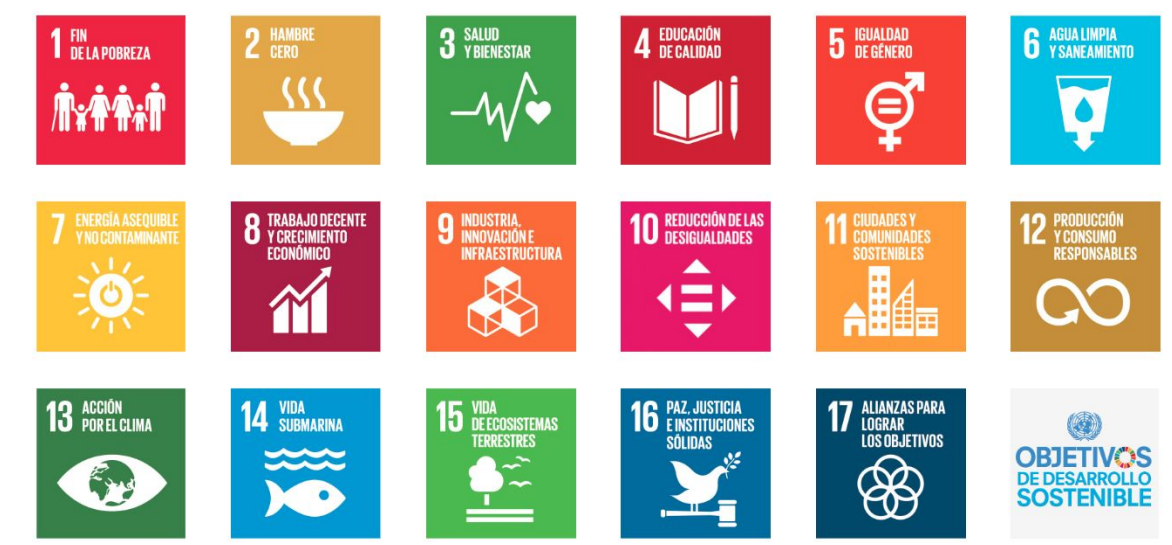 1 FIN
DE LA POBREZA
2 HAMBRE
CERO
3 SALUD
Y BIENESTAR
4 EDUCACIÓN
DE CALIDAD
5 IGUALDAD
DE GÉNERO
6 AGUA LIMPIA
Y SANEAMIENTO
7 ENERGÍA ASEQUIBLE
Y NO CONTAMINANTE
8 TRABAJO DECENTE
Y CRECIMIENTO
ECONÓMICO
9 INDUSTRIA,
INNOVACIÓN E
INFRAESTRUCTURA
10 REDUCCIÓN DE LAS
DESIGUALDADES
11 CIUDADES Y
COMUNIDADES
SOSTENIBLES
12 PRODUCCIÓN
Y CONSUMO
RESPONSABLES
13 ACCIÓN
POR EL CLIMA
14 VIDA
SUBMARINA
15 VIDA
DE ECOSISTEMAS
TERRESTRES
16 PAZ, JUSTICIA
E INSTITUCIONES
SÓLIDAS
17 ALIANZAS PARA
LOGRAR
LOS OBJETIVOS
OBJETIVOS
DE DESARROLLO
SOSTENIBLE